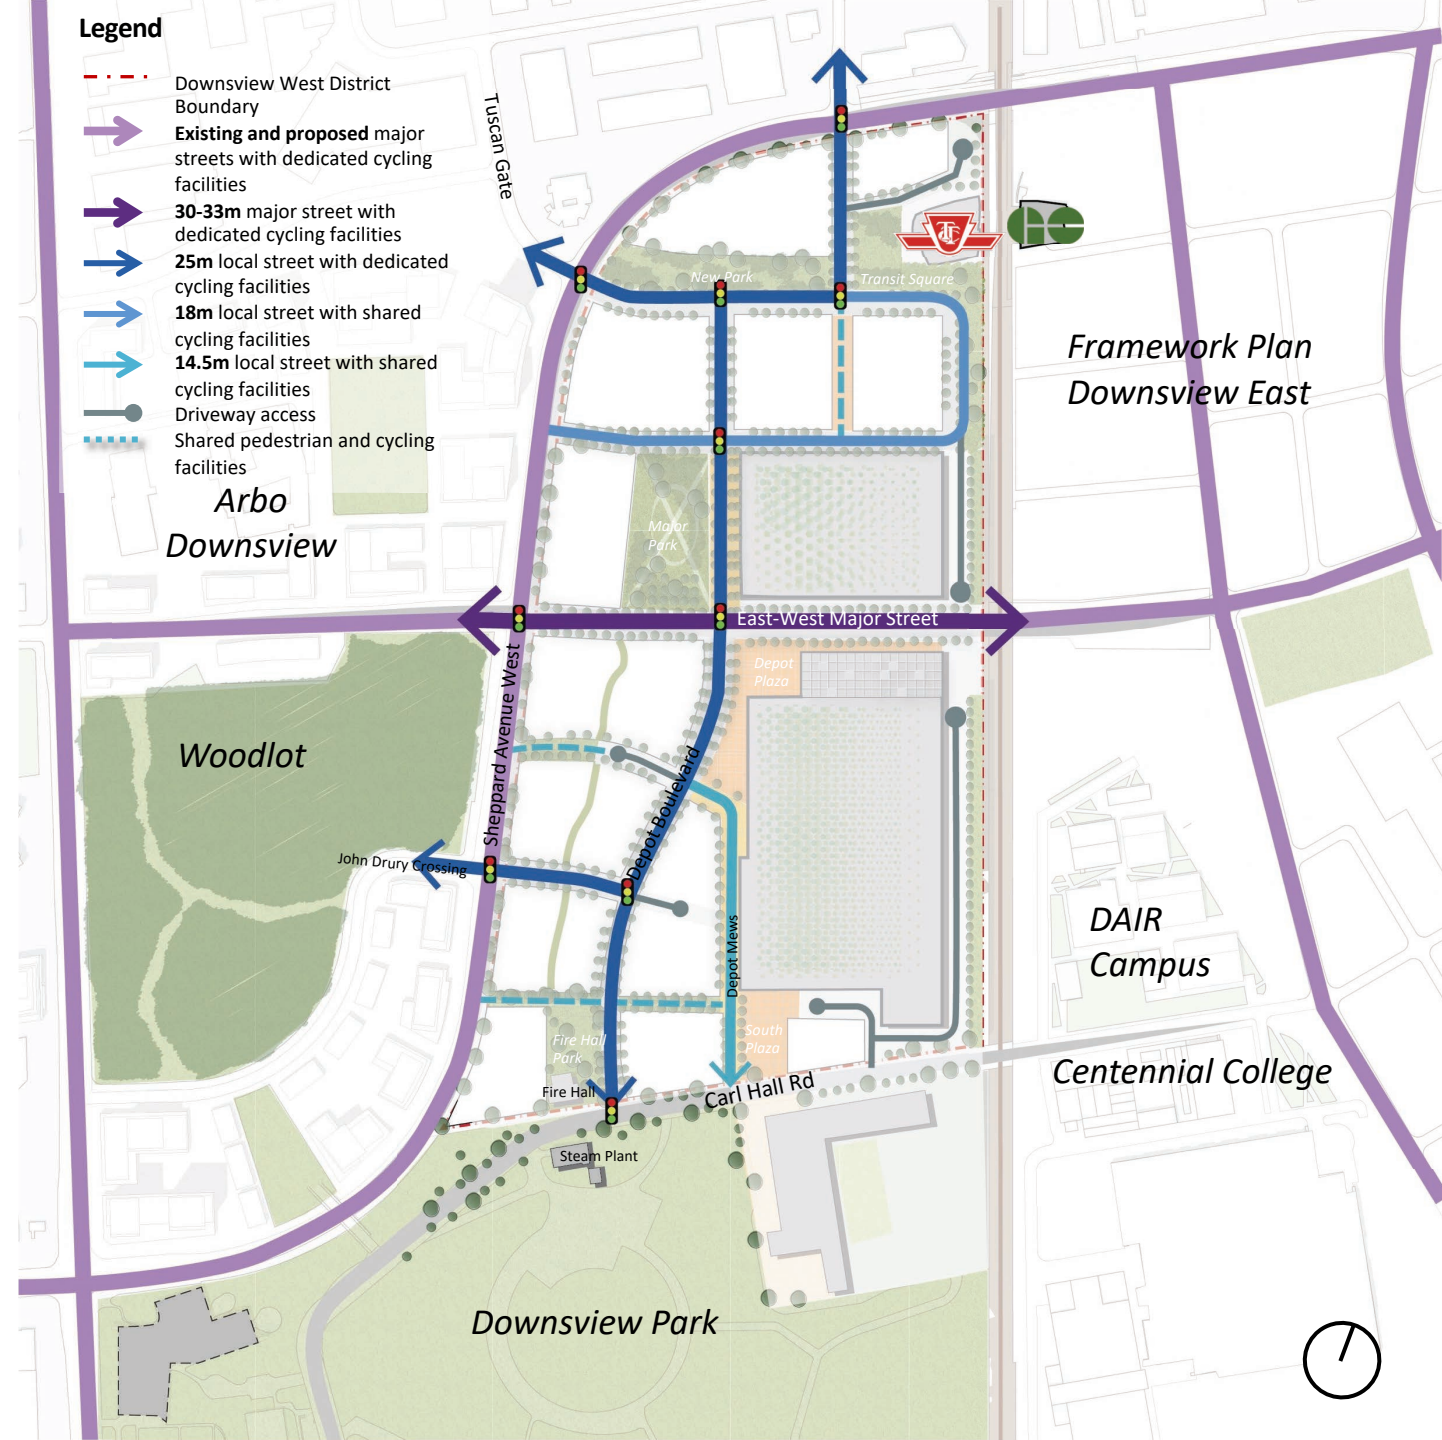 Legend
Downsview West District
Boundary
Existing and proposed major
streets with dedicated cycling
facilities
30-33m major street with
dedicated cycling facilities
25m local street with dedicated
cycling facilities
18m local street with shared
cycling facilities
14.5m local street with shared
cycling facilities
Driveway access
Shared pedestrian and cycling
facilities
Tuscan Gate
TTC
GO
New Park
Transit Square
Framework Plan
Downsview East
Arbo
Downsview
Major
Park
East-West Major Street
Depot
Plaza
Woodlot
Sheppard Avenue West
Depot Boulevard
John Drury Crossing
Depot Mews
DAIR
Campus
South
Plaza
Fire Hall
Park
Fire Hall
Carl Hall Rd
Centennial College
Steam Plant
Downsview Park